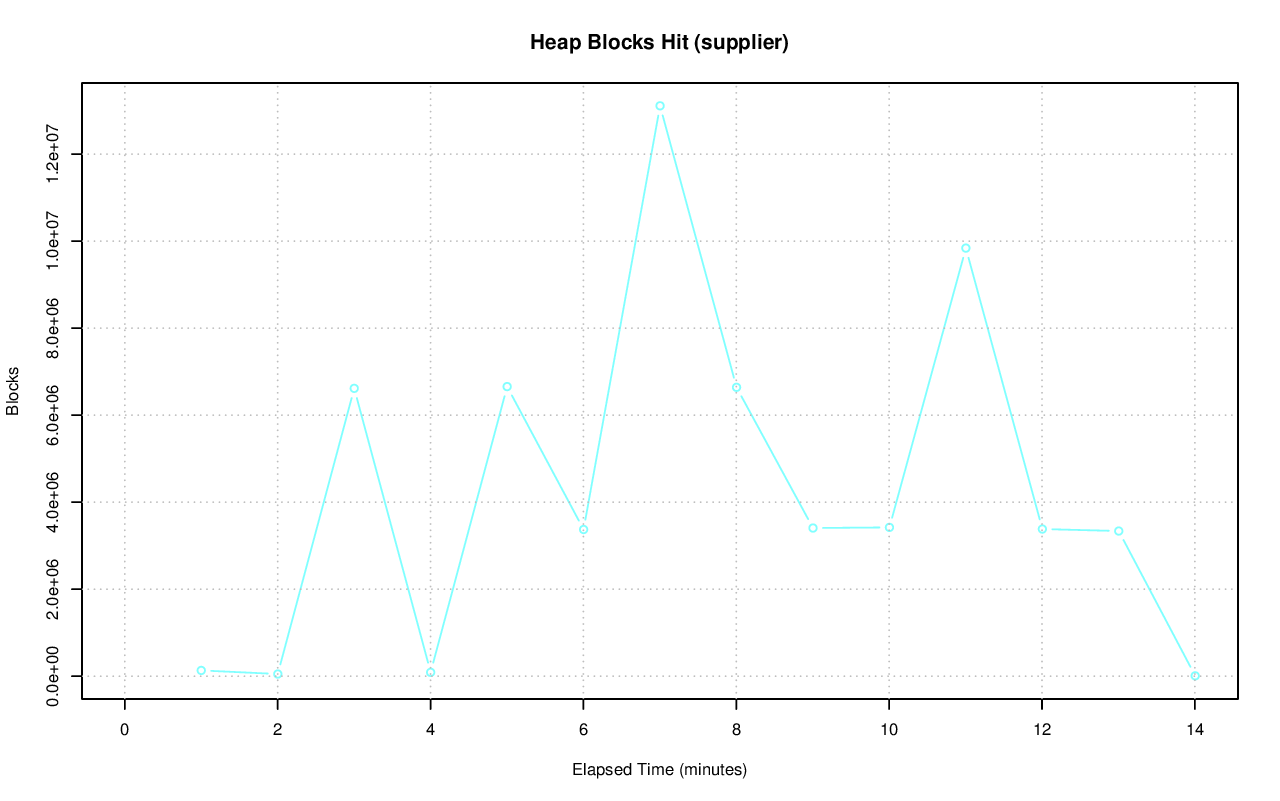 Heap Blocks Hit (supplier)
Blocks
1.2e+07
1.0e+07
8.0e+06
6.0e+06
4.0e+06
2.0e+06
0.0e+00
0 2 4 6 8 10 12 14
Elapsed Time (minutes)